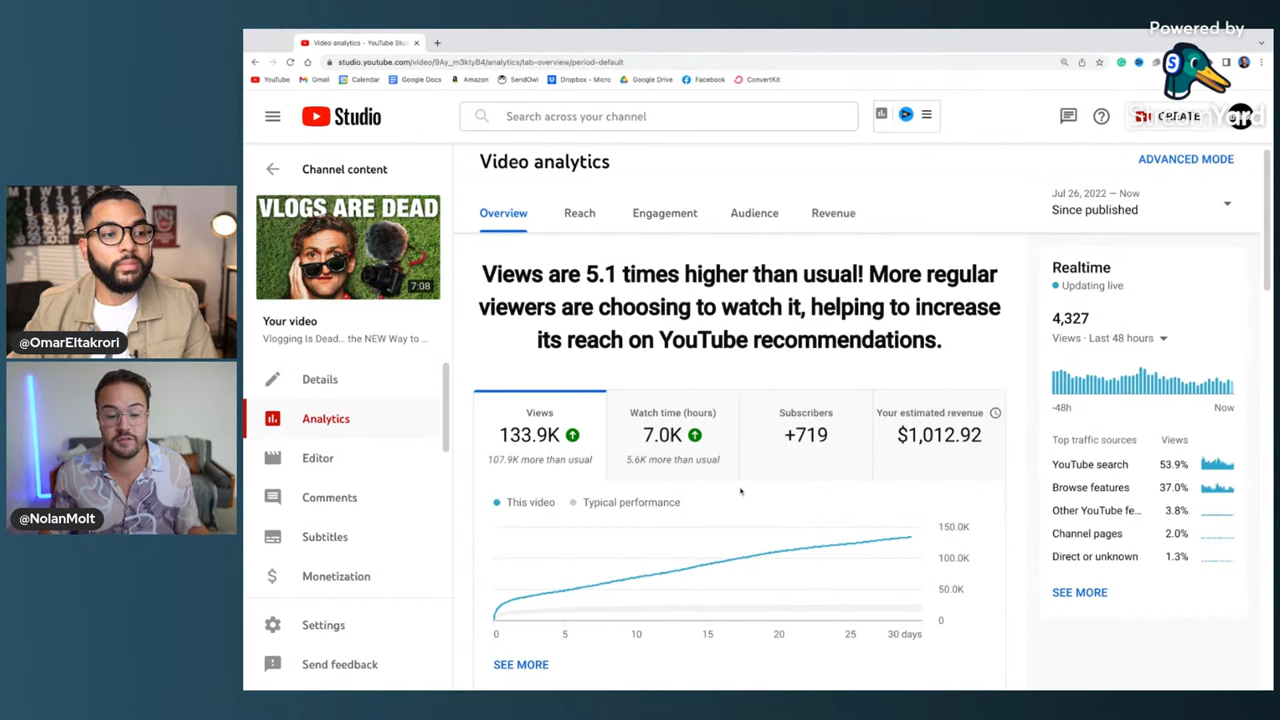 Powered by
StreamYard
Video analytics - YouTube Stu
studio.youtube.com/video/9Ay_m3ktyB4/analytics/tab-overview/period-default
YouTube Gmail Calendar Google Docs Amazon SendOwl Dropbox - Micro Google Drive Facebook ConvertKit
Studio
Search across your channel
CREATE
Channel content
VLOGS ARE DEAD
7:08
Your video
Vlogging Is Dead... the NEW Way to ...
Details
Analytics
Editor
Comments
Subtitles
Monetization
Settings
Send feedback
Video analytics
ADVANCED MODE
Overview Reach Engagement Audience Revenue
Jul 26, 2022 — Now
Since published
Views are 5.1 times higher than usual! More regular
viewers are choosing to watch it, helping to increase
its reach on YouTube recommendations.
Views
133.9K
107.9K more than usual
Watch time (hours)
7.0K
5.6K more than usual
Subscribers
+719
Your estimated revenue
$1,012.92
This video Typical performance
150.0K
100.0K
50.0K
0
0 5 10 15 20 25 30 days
SEE MORE
Realtime
Updating live
4,327
Views · Last 48 hours
-48h Now
Top traffic sources Views
YouTube search 53.9%
Browse features 37.0%
Other YouTube fe... 3.8%
Channel pages 2.0%
Direct or unknown 1.3%
SEE MORE
@OmarEltakrori
@NolanMolt